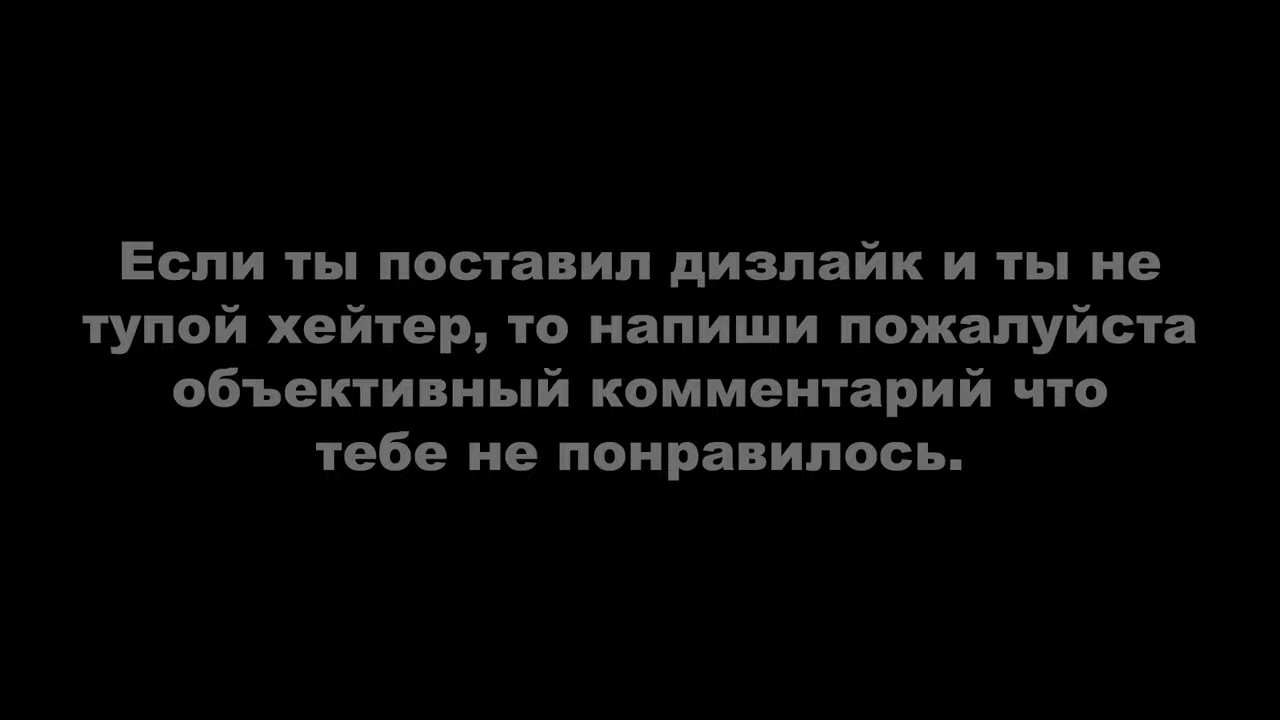 Если ты поставил дизлайк и ты не
тупой хейтер, то напиши пожалуйста
объективный комментарий что
тебе не понравилось.